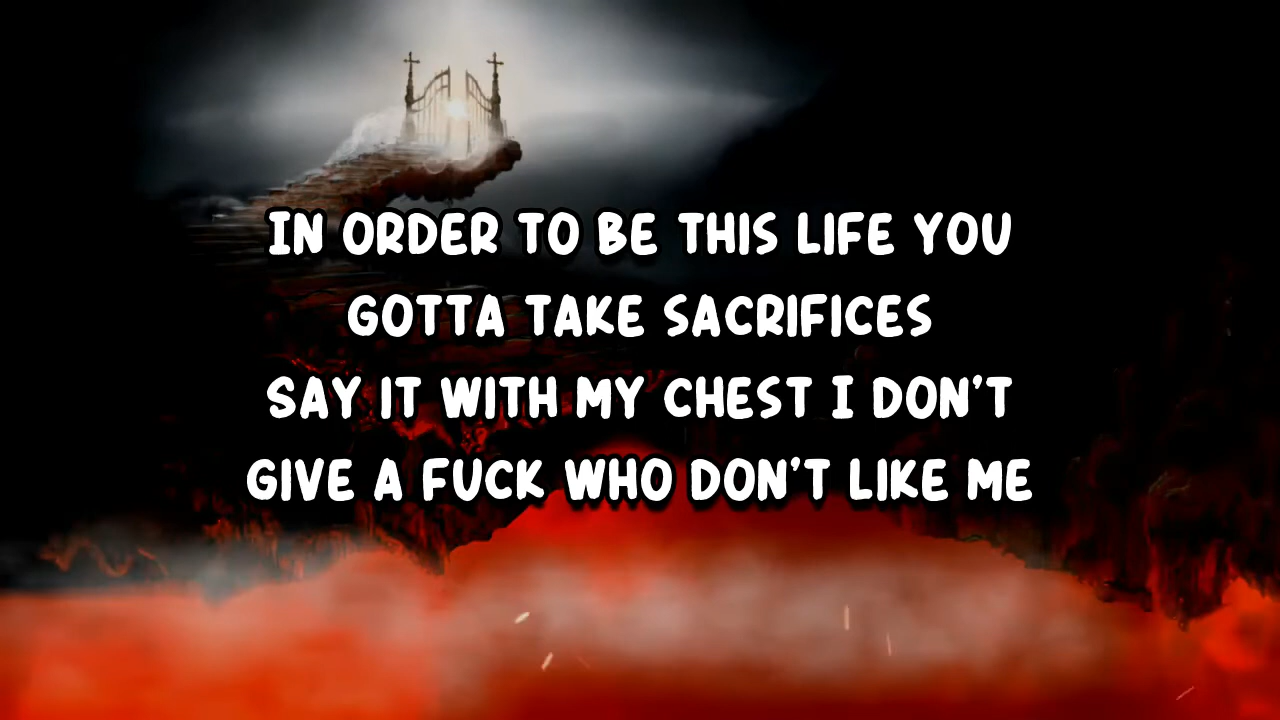 IN ORDER TO BE THIS LIFE YOU
GOTTA TAKE SACRIFICES
SAY IT WITH MY CHEST I DON'T
GIVE A FUCK WHO DON'T LIKE ME